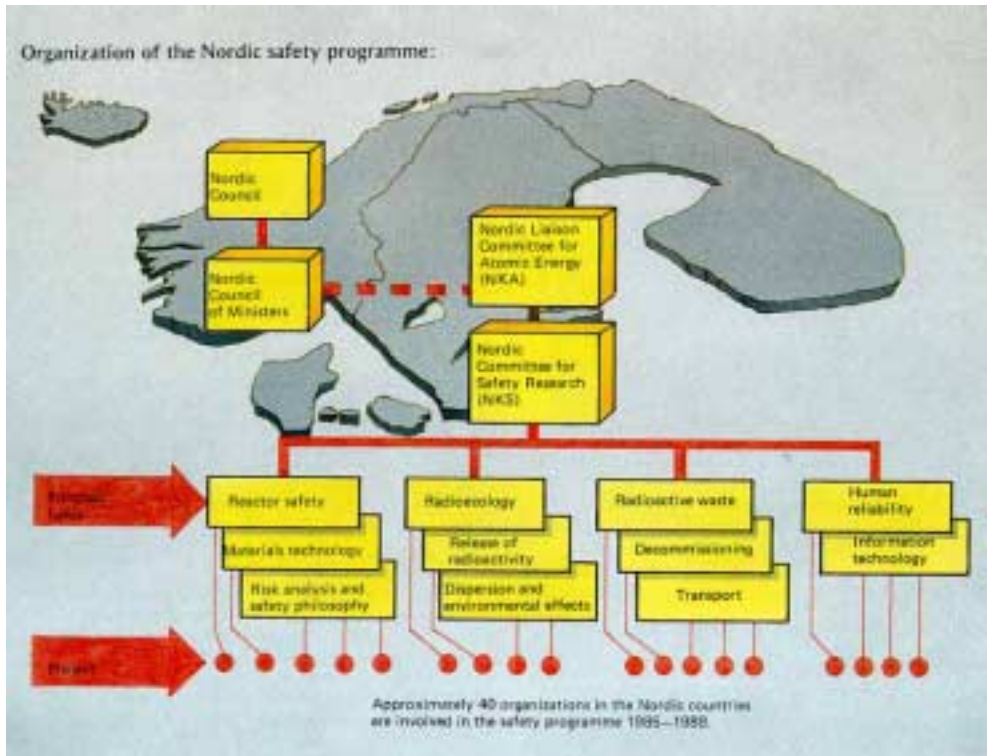 Organization of the Nordic safety programme:
Nordic
Council
Nordic
Council
of Ministers
Nordic Liaison
Committee for
Atomic Energy
(NKA)
Nordic
Committee for
Safety Research
(NKS)
Reactor safety
Materials technology
Risk analysis and
safety philosophy
Radioecology
Release of
radioactivity
Dispersion and
environmental effects
Radioactive waste
Decommissioning
Transport
Human
reliability
Information
technology
Approximately 40 organizations in the Nordic countries
are involved in the safety programme